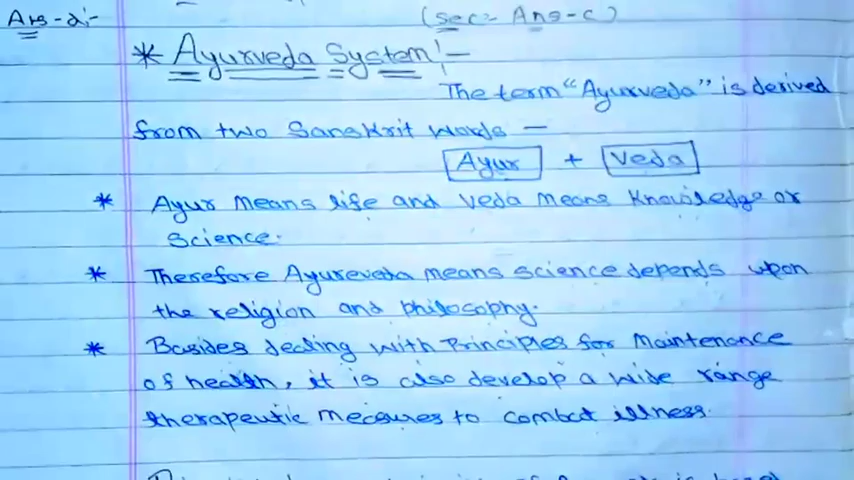 Ans-2:- (sec- Ans-c)
* Ayurveda System:-
The term "Ayurveda" is derived
from two Sanskrit words -
Ayur + Veda
* Ayur means life and veda means knowledge or
science.
* Therefore Ayureveda means science depends upon
the religion and philosophy.
* Basides dealing with Principles for Maintenance
of health, it is also develop a wide range
therapeutic measures to combat illness.